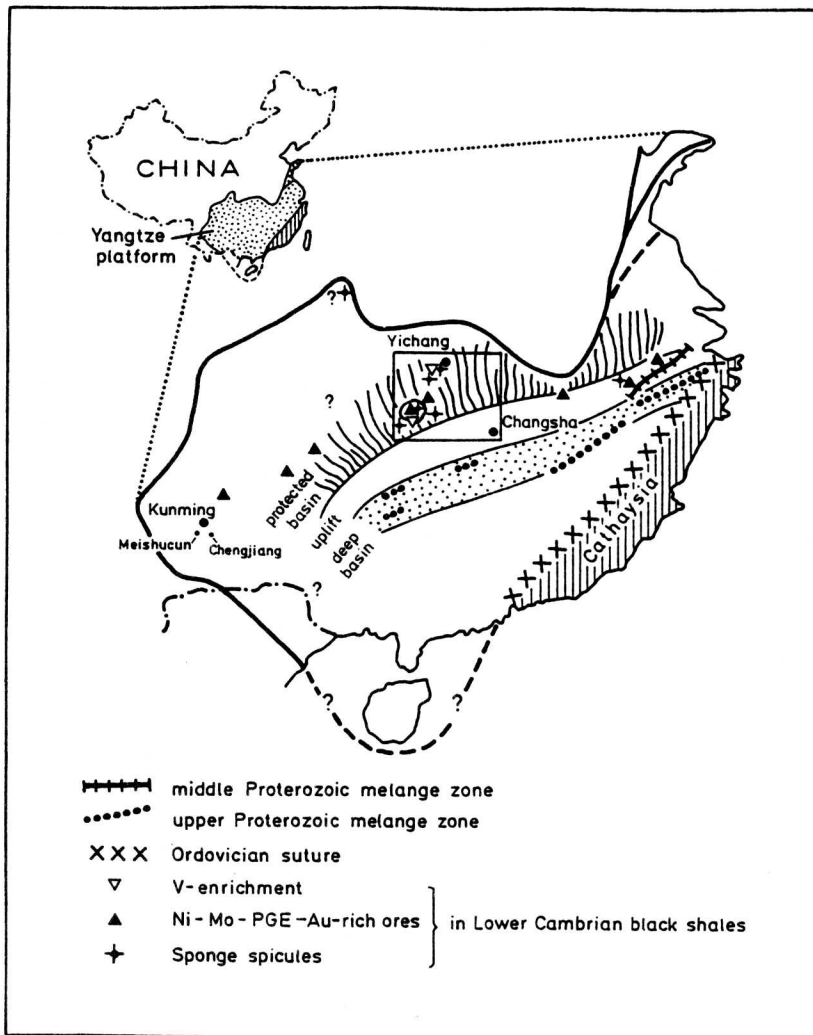 CHINA
Yangtze
platform
?
Yichang
?
Changsha
Kunming
Meishucun
Chengjiang
protected
basin
uplift
deep
basin
Cathaysia
?
?
?
middle Proterozoic melange zone
upper Proterozoic melange zone
XXX Ordovician suture
V-enrichment
Ni-Mo-PGE-Au-rich ores
in Lower Cambrian black shales
Sponge spicules